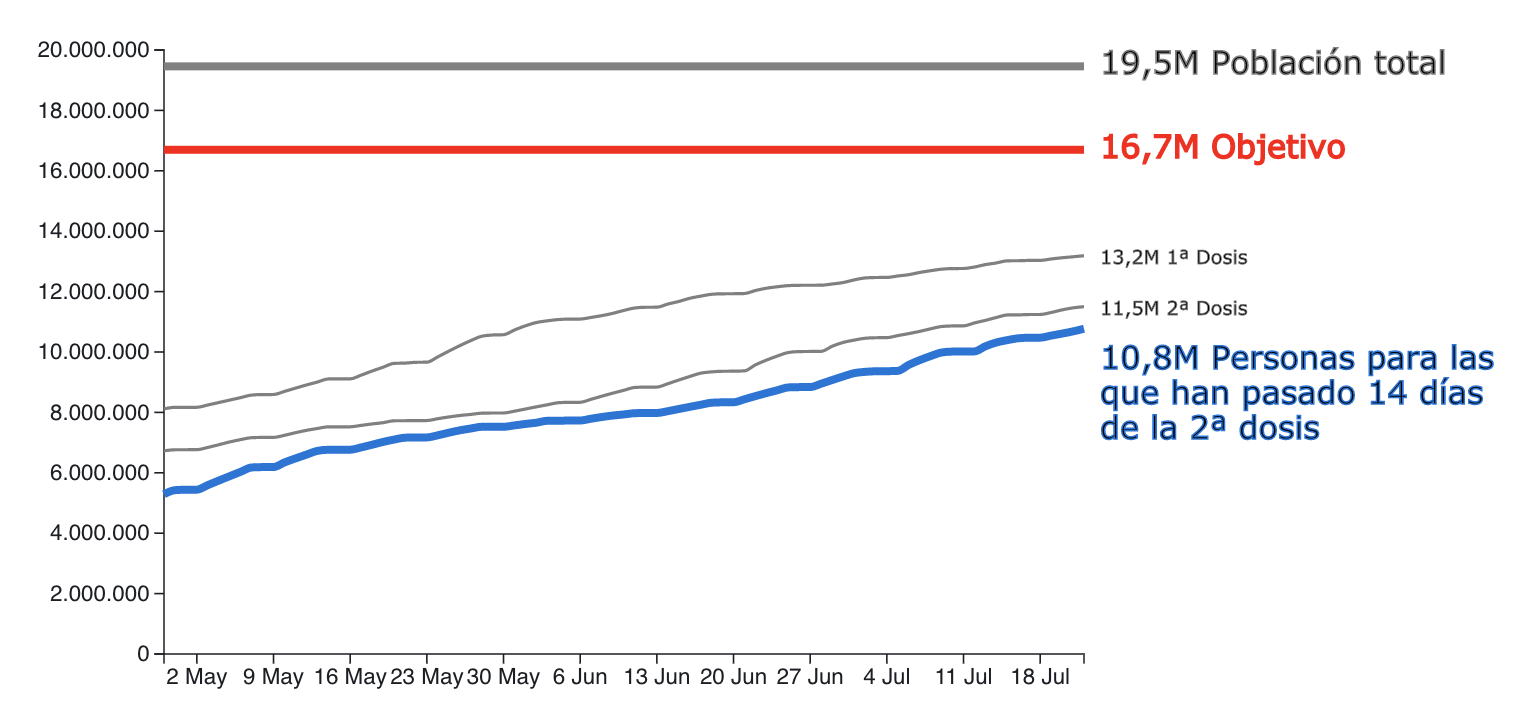 20.000.000
19,5M Población total
18.000.000
16,7M Objetivo
16.000.000
14.000.000
13,2M 1ª Dosis
12.000.000
11,5M 2ª Dosis
10.000.000
10,8M Personas para las
que han pasado 14 días
de la 2ª dosis
8.000.000
6.000.000
4.000.000
2.000.000
0
2 May 9 May 16 May 23 May 30 May 6 Jun 13 Jun 20 Jun 27 Jun 4 Jul 11 Jul 18 Jul